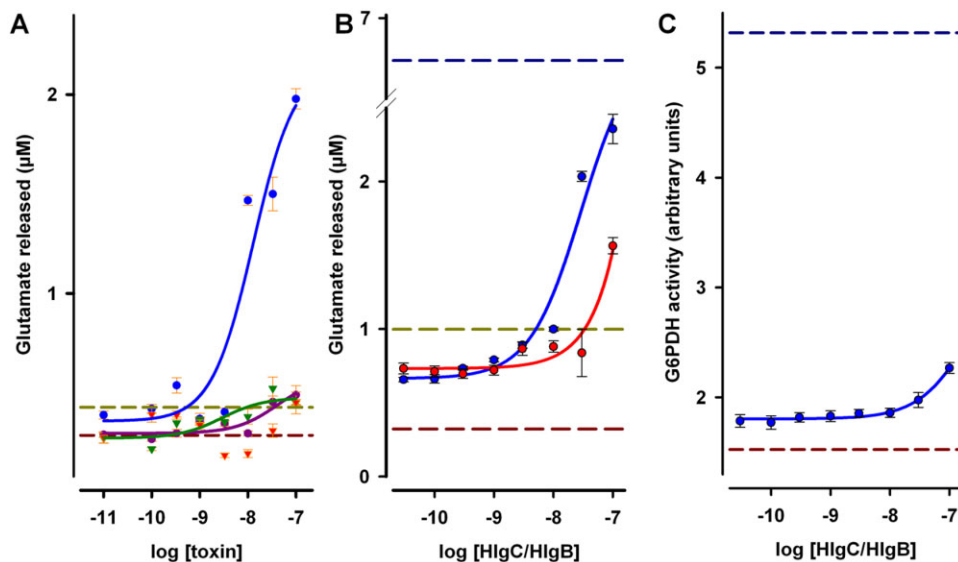 A
Glutamate released (µM)
2
1
-11 -10 -9 -8 -7
log [toxin]
B
Glutamate released (µM)
7
2
1
0
-10 -9 -8 -7
log [HlgC/HlgB]
C
G6PDH activity (arbitrary units)
5
4
3
2
-10 -9 -8 -7
log [HlgC/HlgB]